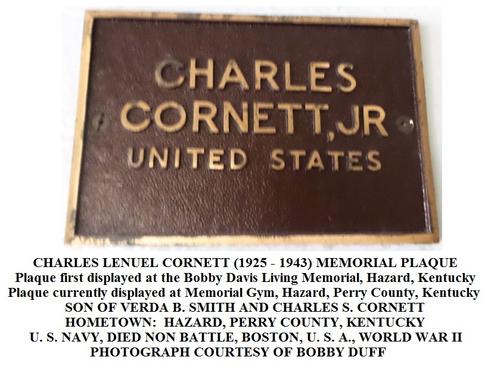 CHARLES
CORNETT, JR
UNITED STATES
CHARLES LENUEL CORNETT (1925 - 1943) MEMORIAL PLAQUE
Plaque first displayed at the Bobby Davis Living Memorial, Hazard, Kentucky
Plaque currently displayed at Memorial Gym, Hazard, Perry County, Kentucky
SON OF VERDA B. SMITH AND CHARLES S. CORNETT
HOMETOWN:  HAZARD, PERRY COUNTY, KENTUCKY
U. S. NAVY, DIED NON BATTLE, BOSTON, U. S. A., WORLD WAR II
PHOTOGRAPH COURTESY OF BOBBY DUFF